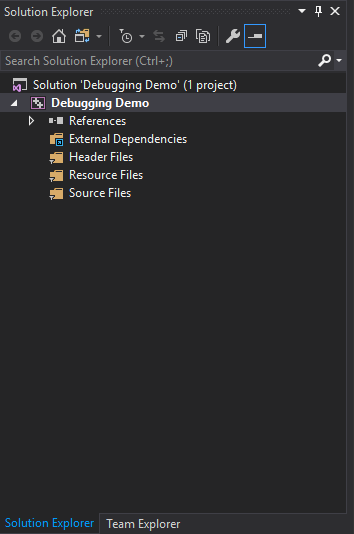 Solution Explorer
Search Solution Explorer (Ctrl+;)
Solution 'Debugging Demo' (1 project)
Debugging Demo
References
External Dependencies
Header Files
Resource Files
Source Files
Solution Explorer Team Explorer